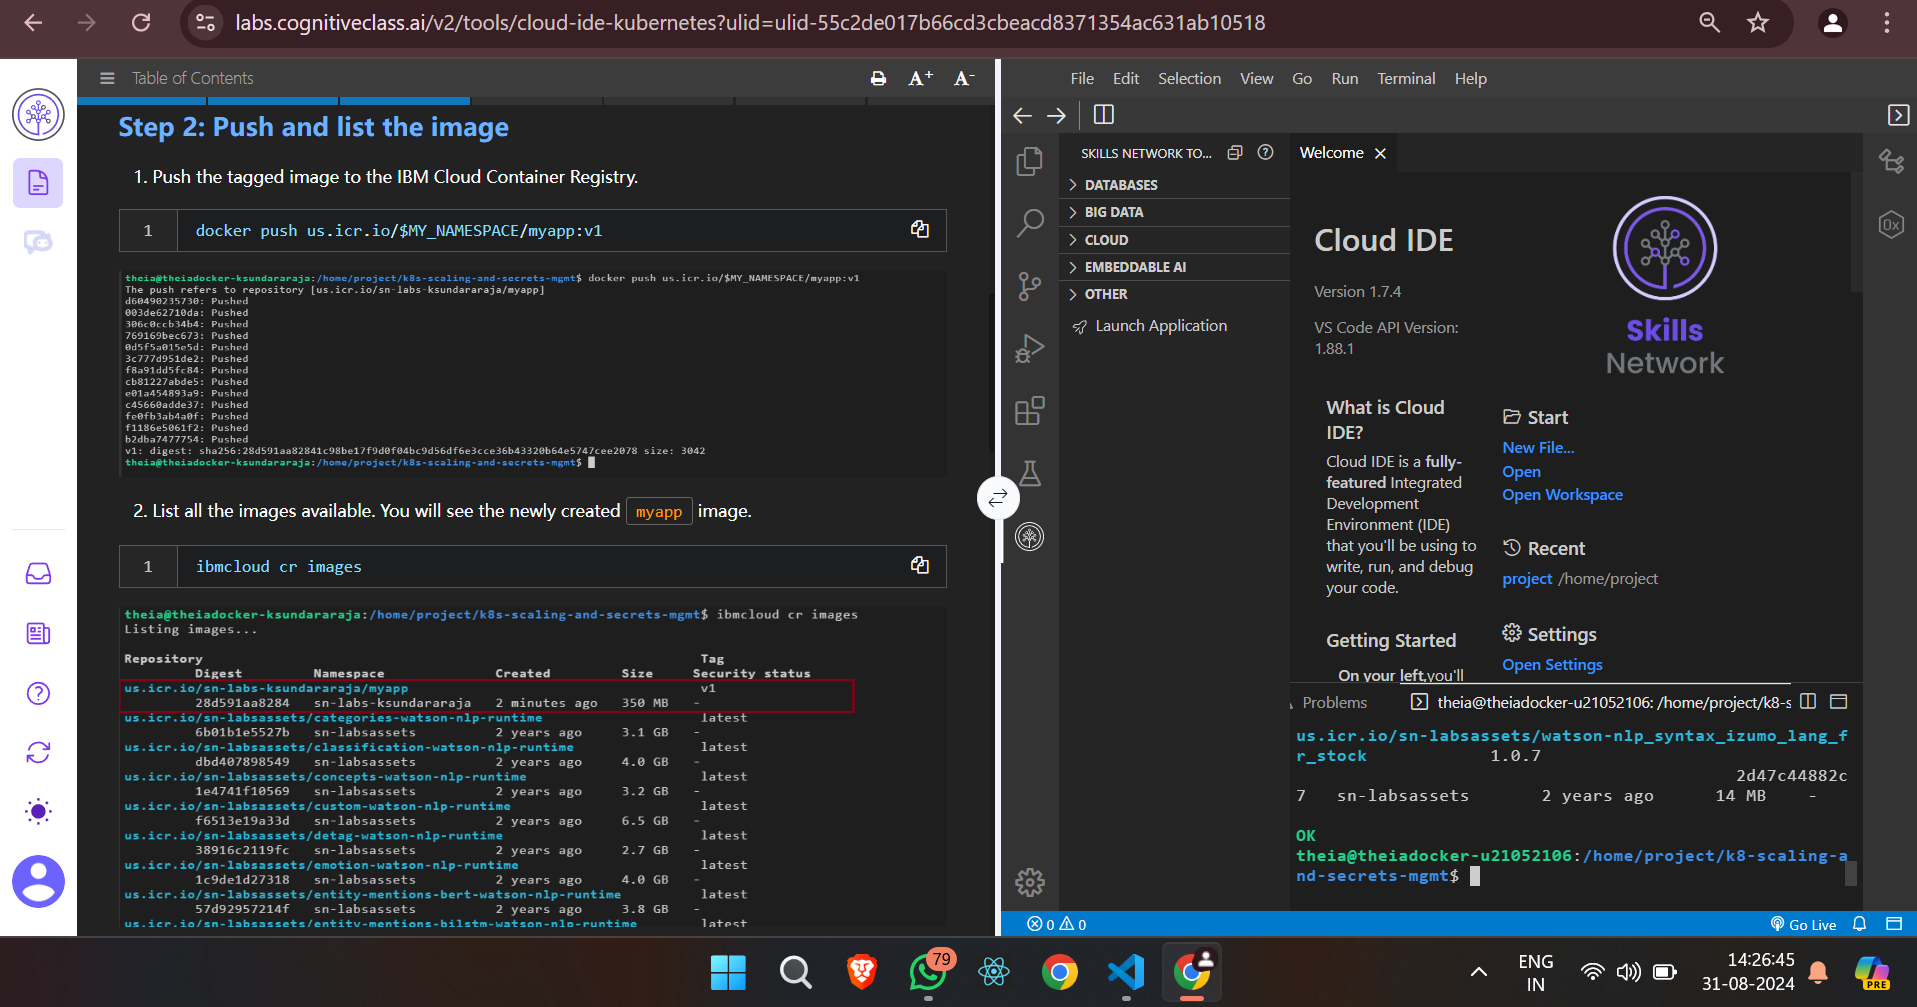 labs.cognitiveclass.ai/v2/tools/cloud-ide-kubernetes?ulid=ulid-55c2de017b66cd3cbeacd8371354ac631ab10518
Table of Contents
A+ A-
Step 2: Push and list the image
1. Push the tagged image to the IBM Cloud Container Registry.
1 docker push us.icr.io/$MY_NAMESPACE/myapp:v1
theia@theiadocker-ksundararaja:/home/project/k8s-scaling-and-secrets-mgmt$ docker push us.icr.io/$MY_NAMESPACE/myapp:v1
The push refers to repository [us.icr.io/sn-labs-ksundararaja/myapp]
d60490235730: Pushed
003de62710da: Pushed
306c0ccb34b4: Pushed
769169bec673: Pushed
0d5f5a015e5d: Pushed
3c777d951de2: Pushed
f8a91dd5fc84: Pushed
cb81227abde5: Pushed
e01a454893a9: Pushed
c45660adde37: Pushed
fe0fb3ab4a0f: Pushed
f1186e5061f2: Pushed
b2dba7477754: Pushed
v1: digest: sha256:28d591aa82841c98be17f9d0f04bc9d56df6e3cce36b43320b64e5747cee2078 size: 3042
theia@theiadocker-ksundararaja:/home/project/k8s-scaling-and-secrets-mgmt$
2. List all the images available. You will see the newly created myapp image.
1 ibmcloud cr images
theia@theiadocker-ksundararaja:/home/project/k8s-scaling-and-secrets-mgmt$ ibmcloud cr images
Listing images...
Repository Tag
Digest Namespace Created Size Security status
us.icr.io/sn-labs-ksundararaja/myapp v1
28d591aa8284 sn-labs-ksundararaja 2 minutes ago 350 MB -
us.icr.io/sn-labsassets/categories-watson-nlp-runtime latest
6b01b1e5527b sn-labsassets 2 years ago 3.1 GB -
us.icr.io/sn-labsassets/classification-watson-nlp-runtime latest
dbd407898549 sn-labsassets 2 years ago 4.0 GB -
us.icr.io/sn-labsassets/concepts-watson-nlp-runtime latest
1e4741f10569 sn-labsassets 2 years ago 3.2 GB -
us.icr.io/sn-labsassets/custom-watson-nlp-runtime latest
f6513e19a33d sn-labsassets 2 years ago 6.5 GB -
us.icr.io/sn-labsassets/detag-watson-nlp-runtime latest
38916c2119fc sn-labsassets 2 years ago 2.7 GB -
us.icr.io/sn-labsassets/emotion-watson-nlp-runtime latest
1c9de1d27318 sn-labsassets 2 years ago 4.0 GB -
us.icr.io/sn-labsassets/entity-mentions-bert-watson-nlp-runtime latest
57d92957214f sn-labsassets 2 years ago 3.8 GB -
us.icr.io/sn-labsassets/entity-mentions-bilstm-watson-nlp-runtime latest
File Edit Selection View Go Run Terminal Help
SKILLS NETWORK TO...
DATABASES
BIG DATA
CLOUD
EMBEDDABLE AI
OTHER
Launch Application
Welcome
Cloud IDE
Version 1.7.4
VS Code API Version:
1.88.1
Skills
Network
What is Cloud
IDE?
Cloud IDE is a fully-
featured Integrated
Development
Environment (IDE)
that you'll be using to
write, run, and debug
your code.
Getting Started
On your left,you'll
Start
New File...
Open
Open Workspace
Recent
project /home/project
Settings
Open Settings
0x
Problems theia@theiadocker-u21052106: /home/project/k8-s
us.icr.io/sn-labsassets/watson-nlp_syntax_izumo_lang_f
r_stock 1.0.7
2d47c44882c
7 sn-labsassets 2 years ago 14 MB -
OK
theia@theiadocker-u21052106:/home/project/k8-scaling-a
nd-secrets-mgmt$
0 0
Go Live
79
ENG
IN
14:26:45
31-08-2024
PRE